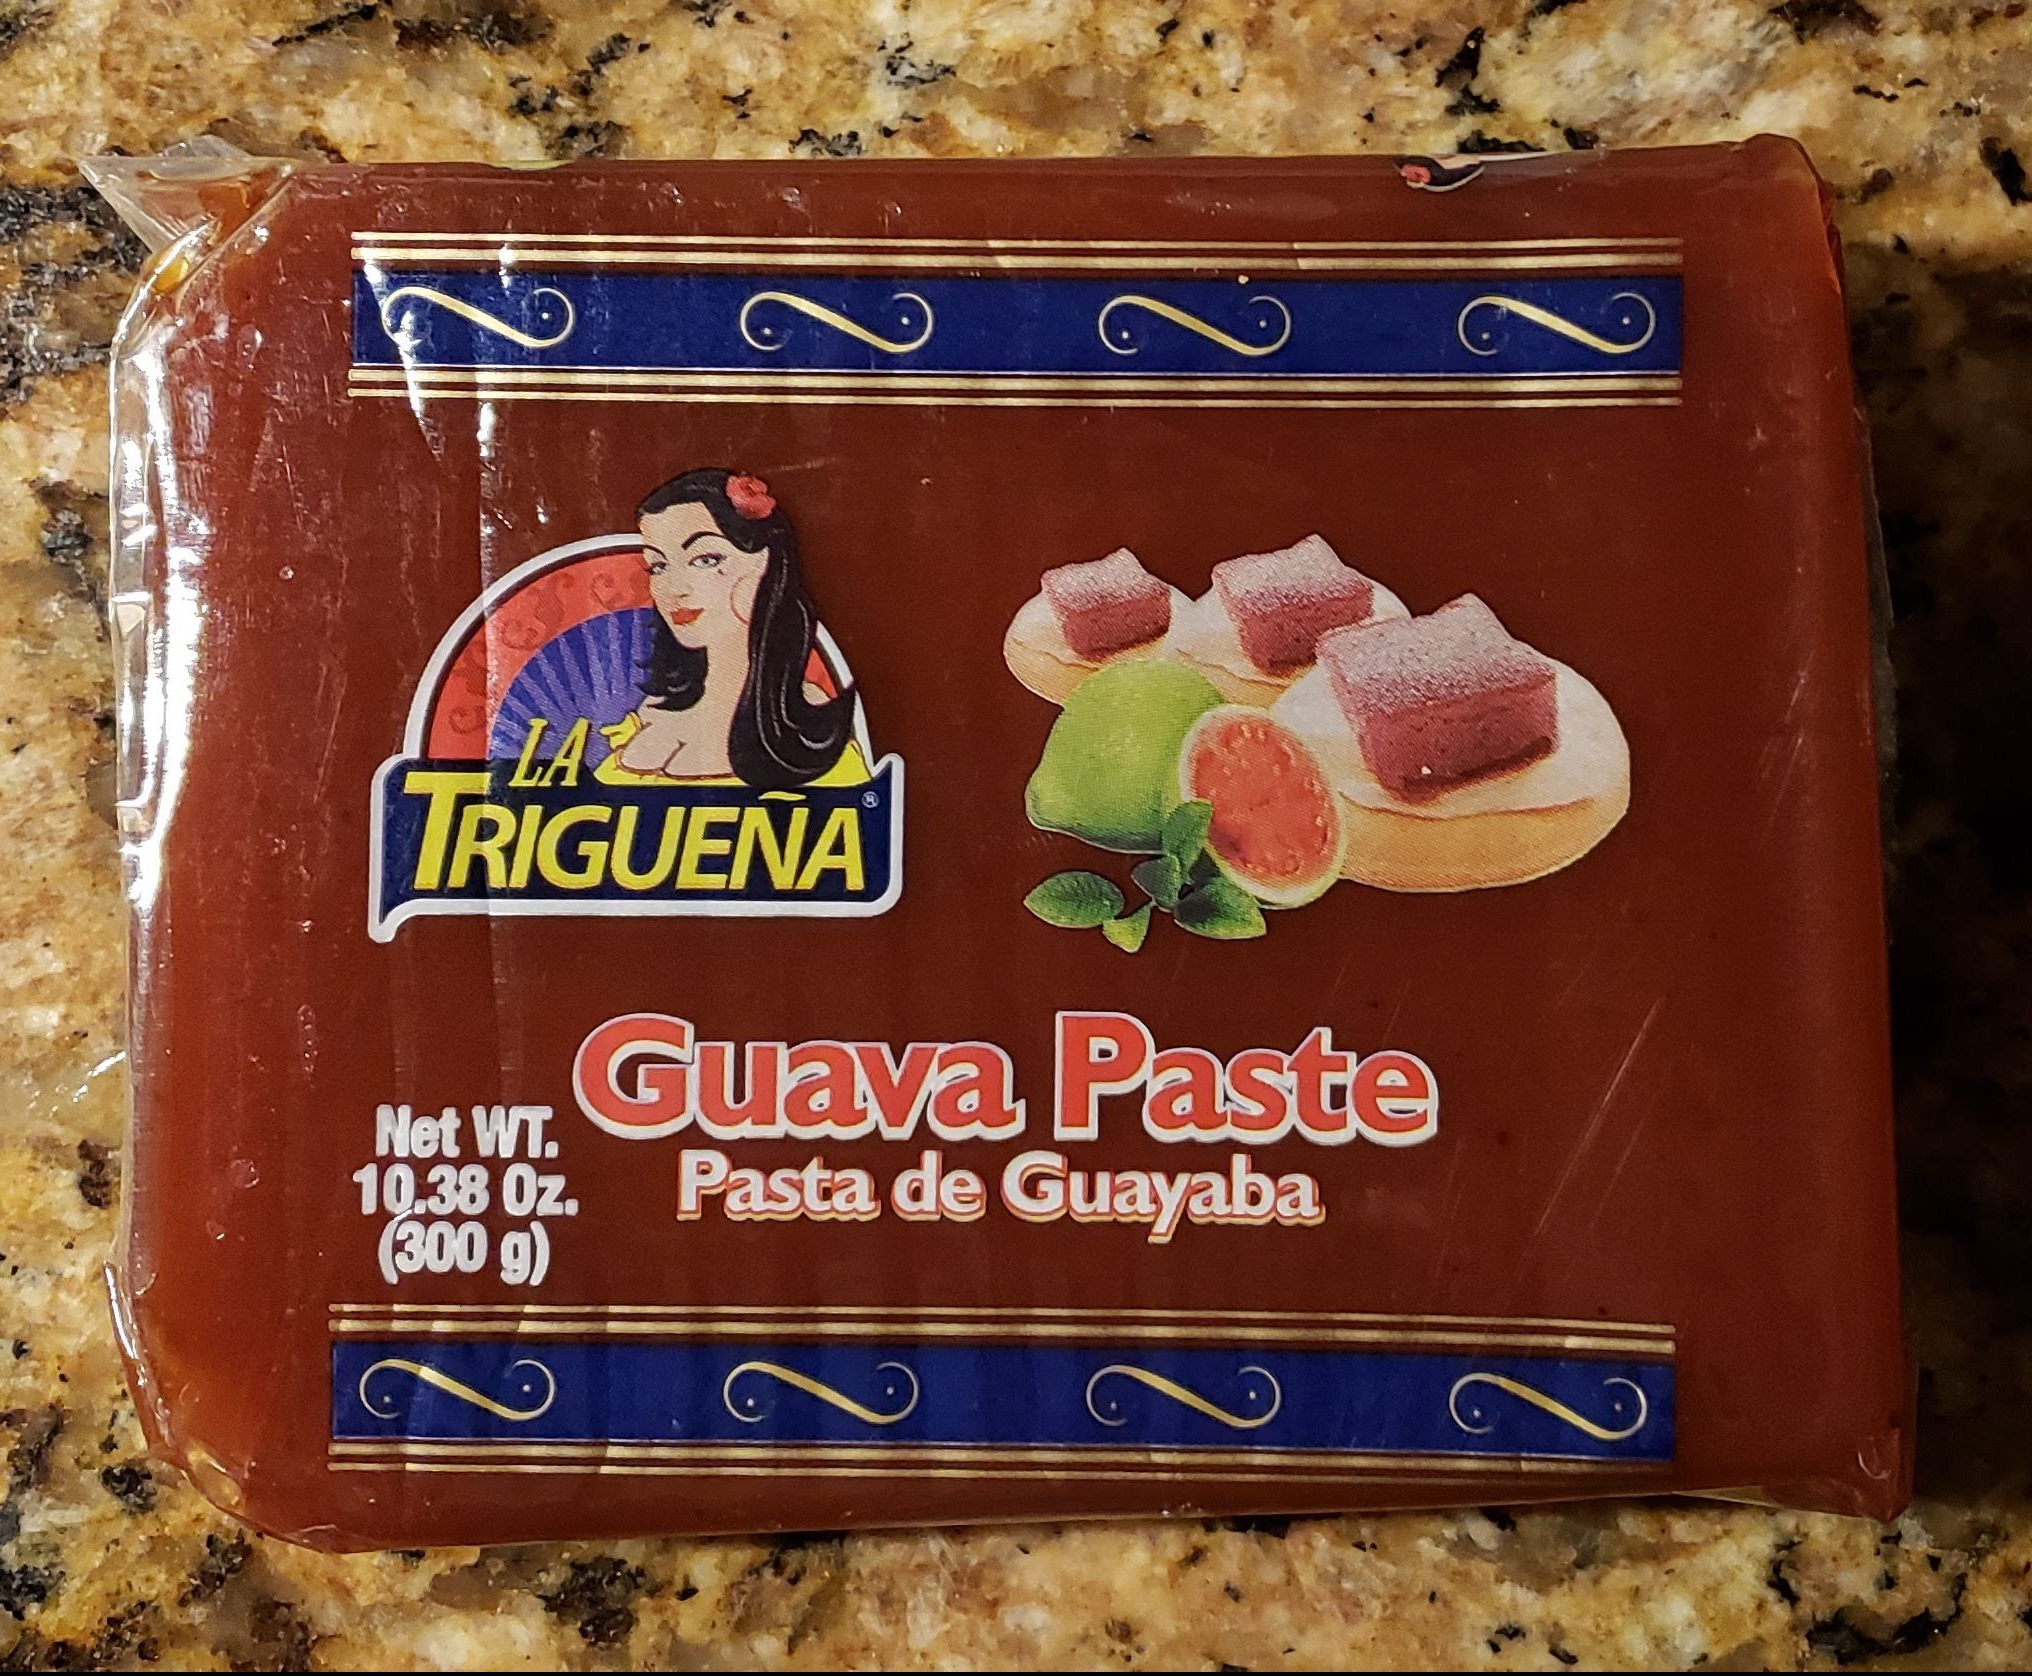 LA
TRIGUEÑA®
Guava Paste
Pasta de Guayaba
Net WT.
10.38 Oz.
(300 g)